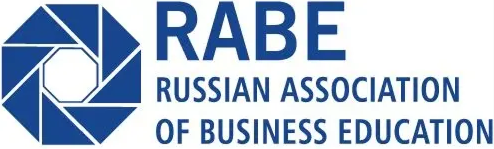 RABE
RUSSIAN ASSOCIATION
OF BUSINESS EDUCATION